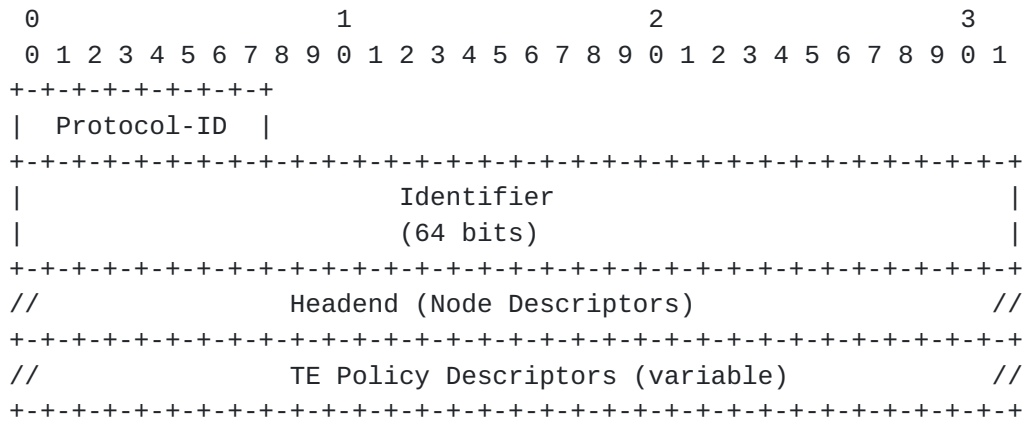 0                   1                   2                   3
 0 1 2 3 4 5 6 7 8 9 0 1 2 3 4 5 6 7 8 9 0 1 2 3 4 5 6 7 8 9 0 1
+-+-+-+-+-+-+-+-+
|  Protocol-ID  |
+-+-+-+-+-+-+-+-+-+-+-+-+-+-+-+-+-+-+-+-+-+-+-+-+-+-+-+-+-+-+-+-+
|                        Identifier                             |
|                        (64 bits)                              |
+-+-+-+-+-+-+-+-+-+-+-+-+-+-+-+-+-+-+-+-+-+-+-+-+-+-+-+-+-+-+-+-+
//                Headend (Node Descriptors)                   //
+-+-+-+-+-+-+-+-+-+-+-+-+-+-+-+-+-+-+-+-+-+-+-+-+-+-+-+-+-+-+-+-+
//                TE Policy Descriptors (variable)             //
+-+-+-+-+-+-+-+-+-+-+-+-+-+-+-+-+-+-+-+-+-+-+-+-+-+-+-+-+-+-+-+-+